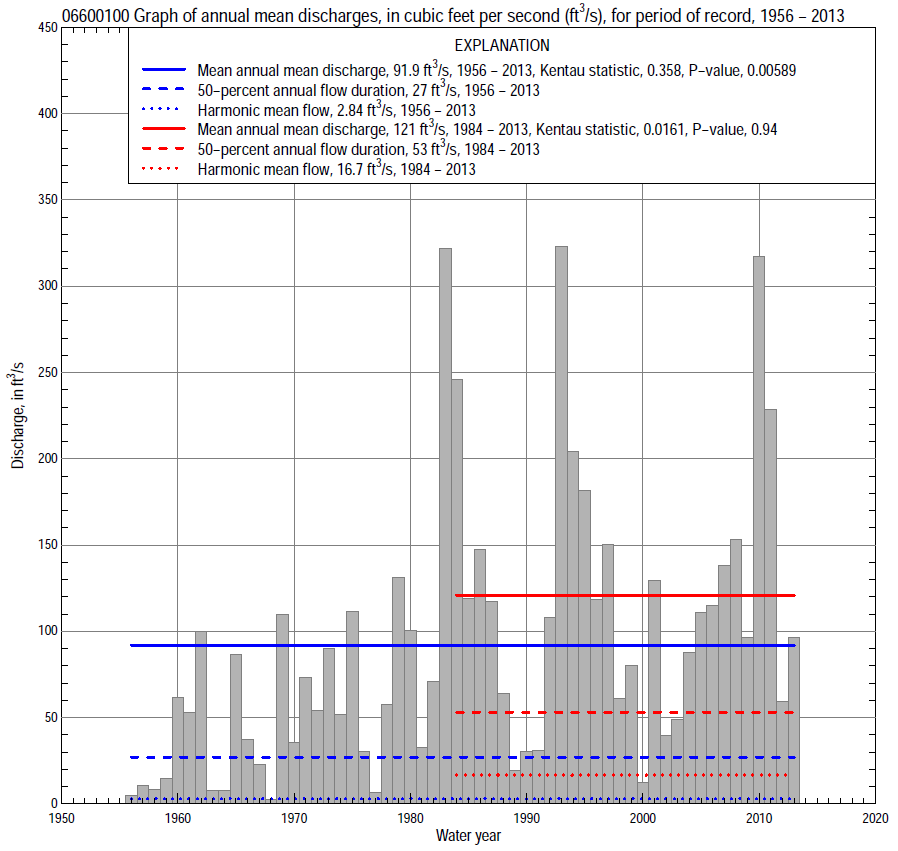 06600100 Graph of annual mean discharges, in cubic feet per second (ft³/s), for period of record, 1956 – 2013
EXPLANATION
Mean annual mean discharge, 91.9 ft³/s, 1956 – 2013, Kentau statistic, 0.358, P–value, 0.00589
50–percent annual flow duration, 27 ft³/s, 1956 – 2013
Harmonic mean flow, 2.84 ft³/s, 1956 – 2013
Mean annual mean discharge, 121 ft³/s, 1984 – 2013, Kentau statistic, 0.0161, P–value, 0.94
50–percent annual flow duration, 53 ft³/s, 1984 – 2013
Harmonic mean flow, 16.7 ft³/s, 1984 – 2013
450
400
350
300
250
200
150
100
50
0
Discharge, in ft³/s
1950 1960 1970 1980 1990 2000 2010 2020
Water year